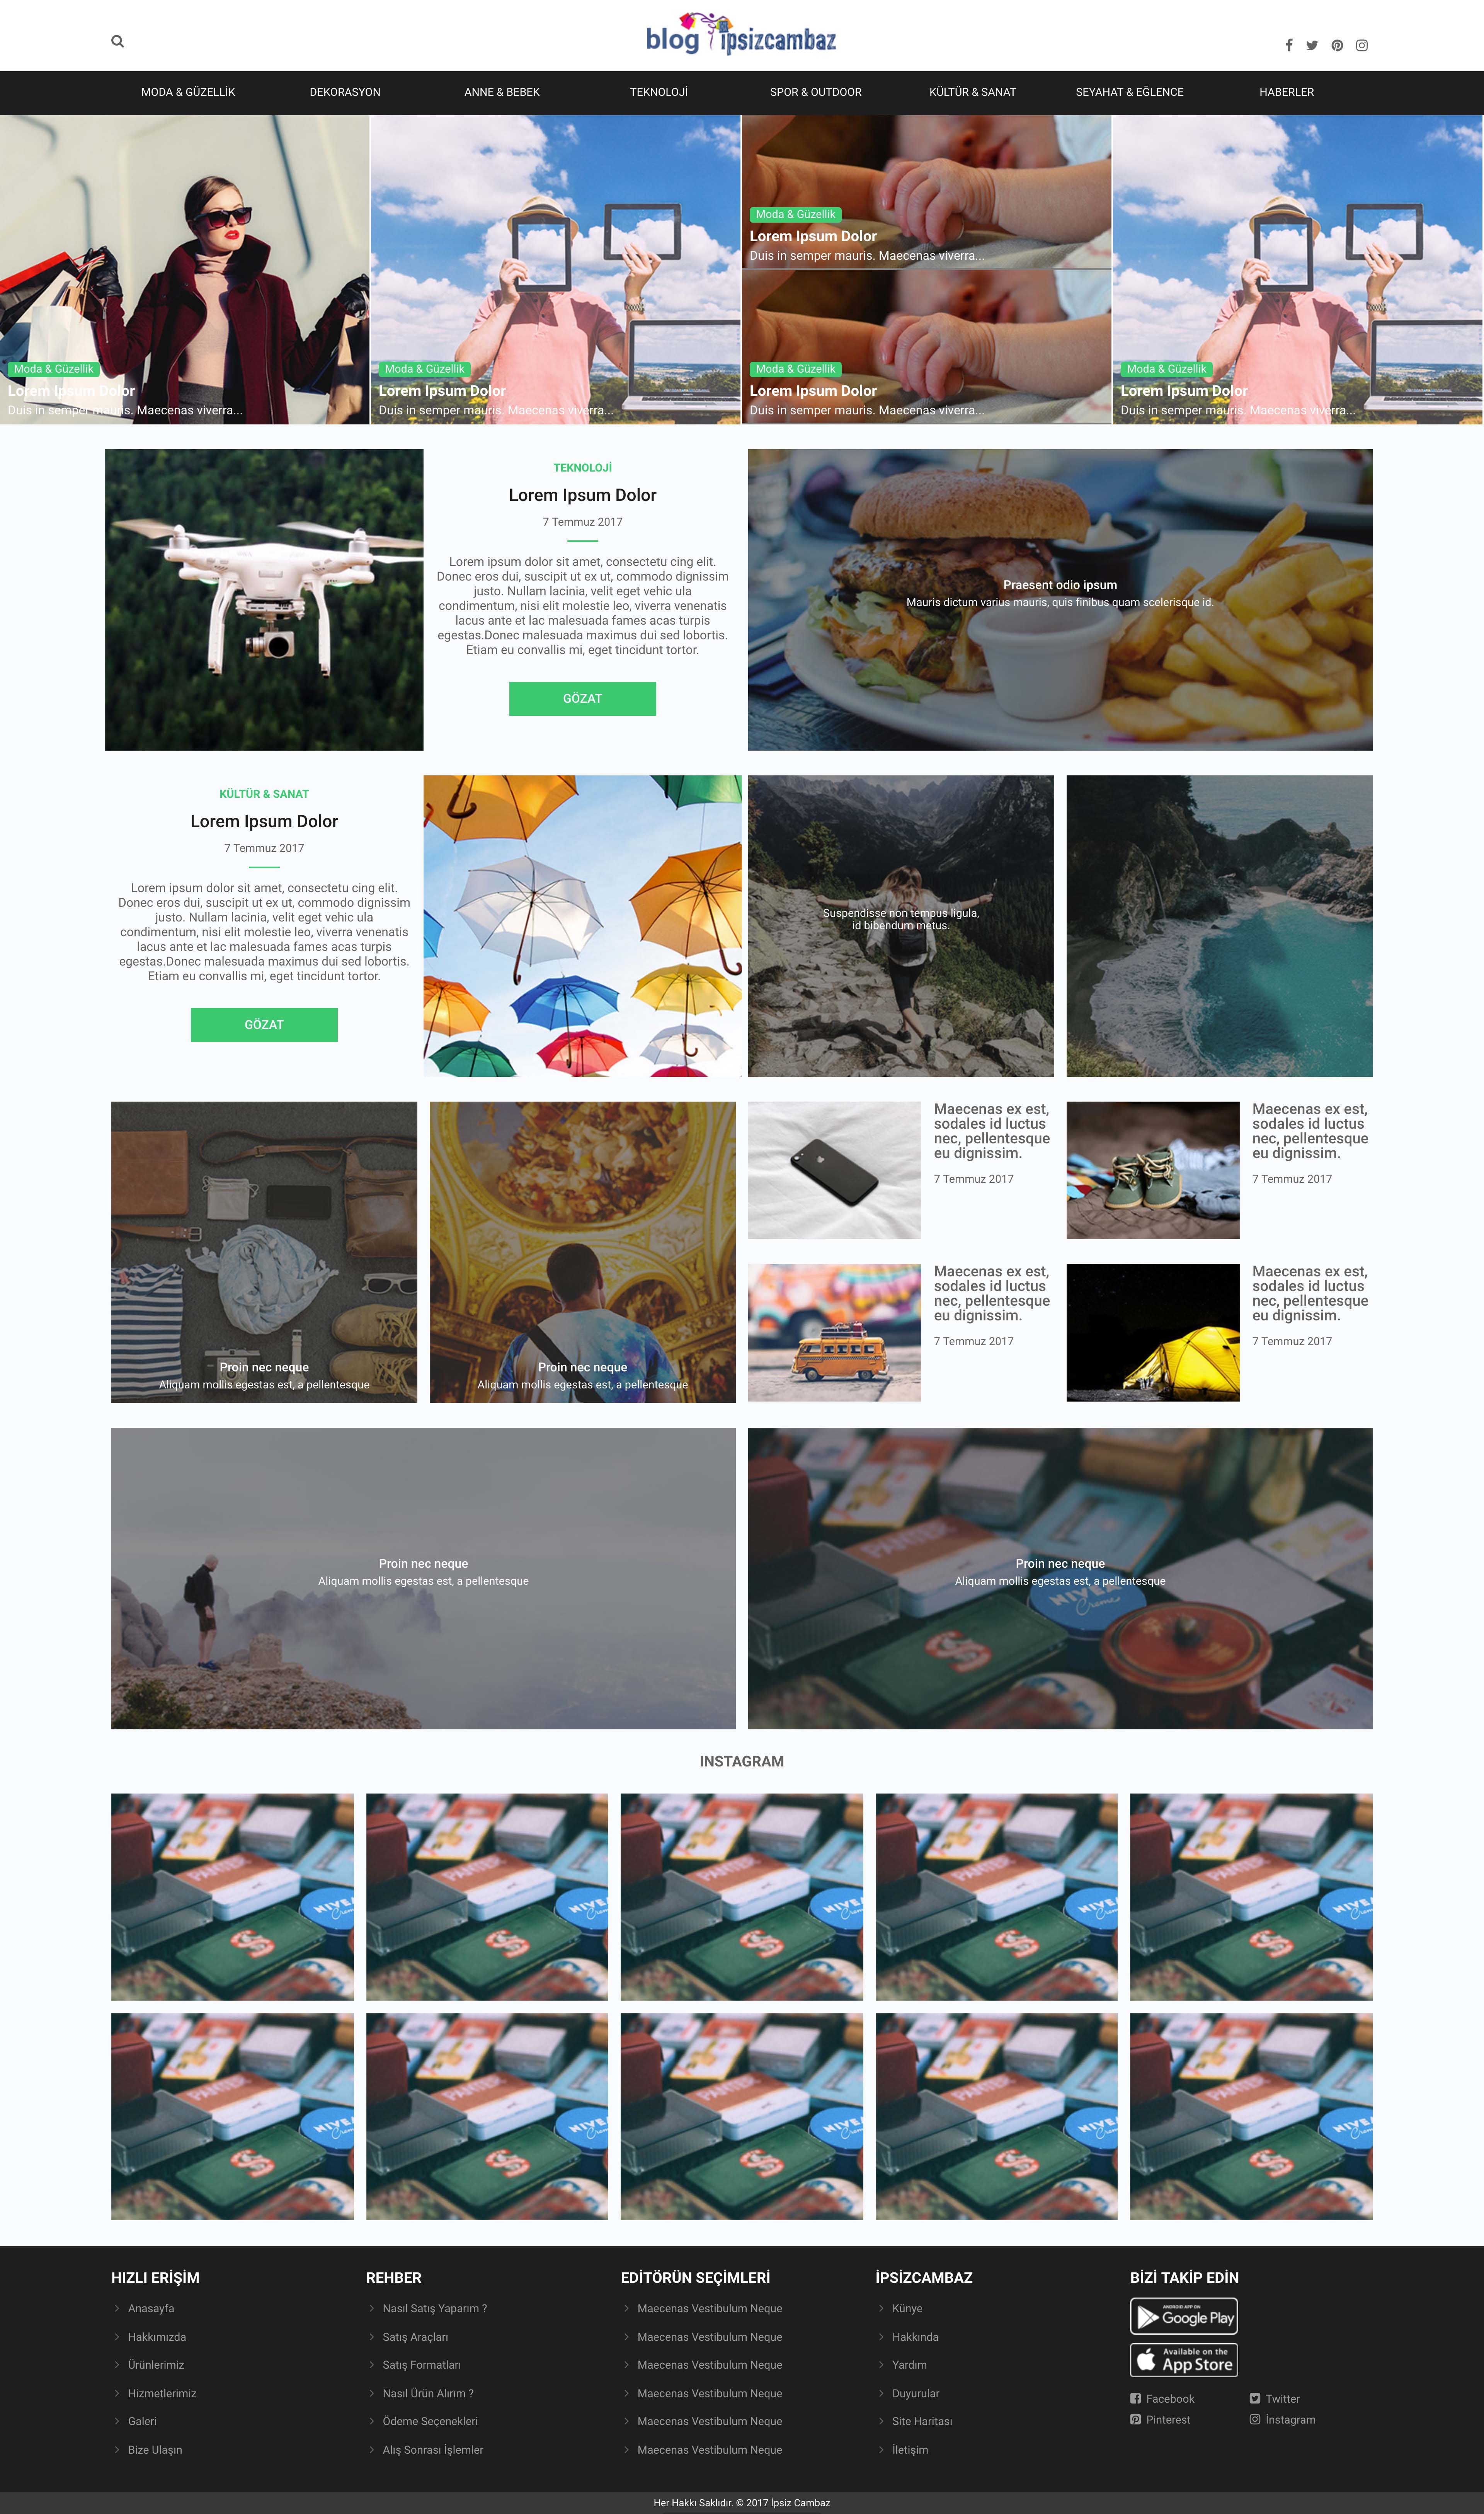 blog ipsizcambaz
MODA & GÜZELLİK
DEKORASYON
ANNE & BEBEK
TEKNOLOJİ
SPOR & OUTDOOR
KÜLTÜR & SANAT
SEYAHAT & EĞLENCE
HABERLER
Moda & Güzellik
Lorem Ipsum Dolor
Duis in semper mauris. Maecenas viverra...
Moda & Güzellik
Lorem Ipsum Dolor
Duis in semper mauris. Maecenas viverra...
Moda & Güzellik
Lorem Ipsum Dolor
Duis in semper mauris. Maecenas viverra...
Moda & Güzellik
Lorem Ipsum Dolor
Duis in semper mauris. Maecenas viverra...
Moda & Güzellik
Lorem Ipsum Dolor
Duis in semper mauris. Maecenas viverra...
TEKNOLOJİ
Lorem Ipsum Dolor
7 Temmuz 2017
Lorem ipsum dolor sit amet, consectetu cing elit.
Donec eros dui, suscipit ut ex ut, commodo dignissim
justo. Nullam lacinia, velit eget vehic ula
condimentum, nisi elit molestie leo, viverra venenatis
lacus ante et lac malesuada fames acas turpis
egestas.Donec malesuada maximus dui sed lobortis.
Etiam eu convallis mi, eget tincidunt tortor.
GÖZAT
Praesent odio ipsum
Mauris dictum varius mauris, quis finibus quam scelerisque id.
KÜLTÜR & SANAT
Lorem Ipsum Dolor
7 Temmuz 2017
Lorem ipsum dolor sit amet, consectetu cing elit.
Donec eros dui, suscipit ut ex ut, commodo dignissim
justo. Nullam lacinia, velit eget vehic ula
condimentum, nisi elit molestie leo, viverra venenatis
lacus ante et lac malesuada fames acas turpis
egestas.Donec malesuada maximus dui sed lobortis.
Etiam eu convallis mi, eget tincidunt tortor.
GÖZAT
Suspendisse non tempus ligula,
id bibendum metus.
Proin nec neque
Aliquam mollis egestas est, a pellentesque
Proin nec neque
Aliquam mollis egestas est, a pellentesque
Maecenas ex est,
sodales id luctus
nec, pellentesque
eu dignissim.
7 Temmuz 2017
Maecenas ex est,
sodales id luctus
nec, pellentesque
eu dignissim.
7 Temmuz 2017
Maecenas ex est,
sodales id luctus
nec, pellentesque
eu dignissim.
7 Temmuz 2017
Maecenas ex est,
sodales id luctus
nec, pellentesque
eu dignissim.
7 Temmuz 2017
Proin nec neque
Aliquam mollis egestas est, a pellentesque
Proin nec neque
Aliquam mollis egestas est, a pellentesque
NIVEA
Creme
INSTAGRAM
HIZLI ERİŞİM
Anasayfa
Hakkımızda
Ürünlerimiz
Hizmetlerimiz
Galeri
Bize Ulaşın
REHBER
Nasıl Satış Yaparım ?
Satış Araçları
Satış Formatları
Nasıl Ürün Alırım ?
Ödeme Seçenekleri
Alış Sonrası İşlemler
EDİTÖRÜN SEÇİMLERİ
Maecenas Vestibulum Neque
Maecenas Vestibulum Neque
Maecenas Vestibulum Neque
Maecenas Vestibulum Neque
Maecenas Vestibulum Neque
Maecenas Vestibulum Neque
İPSİZCAMBAZ
Künye
Hakkında
Yardım
Duyurular
Site Haritası
İletişim
BİZİ TAKİP EDİN
ANDROID APP ON
Google Play
Available on the
App Store
Facebook
Twitter
Pinterest
İnstagram
Her Hakkı Saklıdır. © 2017 İpsiz Cambaz